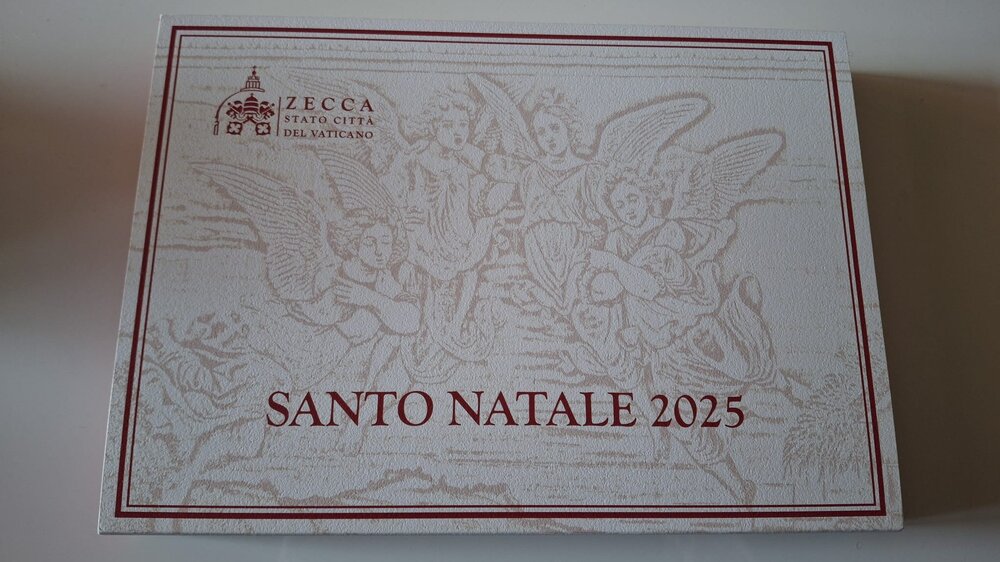 ZECCA
STATO CITTÀ
DEL VATICANO
SANTO NATALE 2025